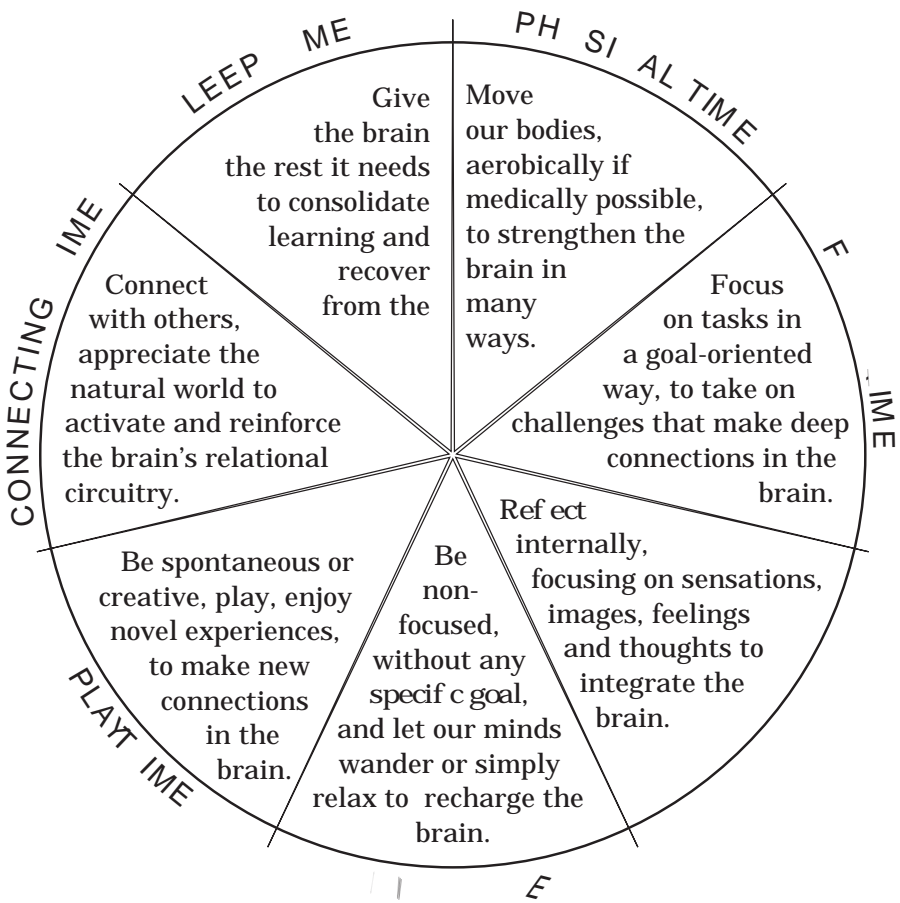 LEEP ME
Give
the brain
the rest it needs
to consolidate
learning and
recover
from the
PH SI AL TIME
Move
our bodies,
aerobically if
medically possible,
to strengthen the
brain in
many
ways.
F IME
Focus
on tasks in
a goal-oriented
way, to take on
challenges that make deep
connections in the
brain.
Ref ect
internally,
focusing on sensations,
images, feelings
and thoughts to
integrate the
brain.
E
Be
non-
focused,
without any
specif c goal,
and let our minds
wander or simply
relax to recharge the
brain.
PLAYT IME
Be spontaneous or
creative, play, enjoy
novel experiences,
to make new
connections
in the
brain.
CONNECTING IME
Connect
with others,
appreciate the
natural world to
activate and reinforce
the brain's relational
circuitry.